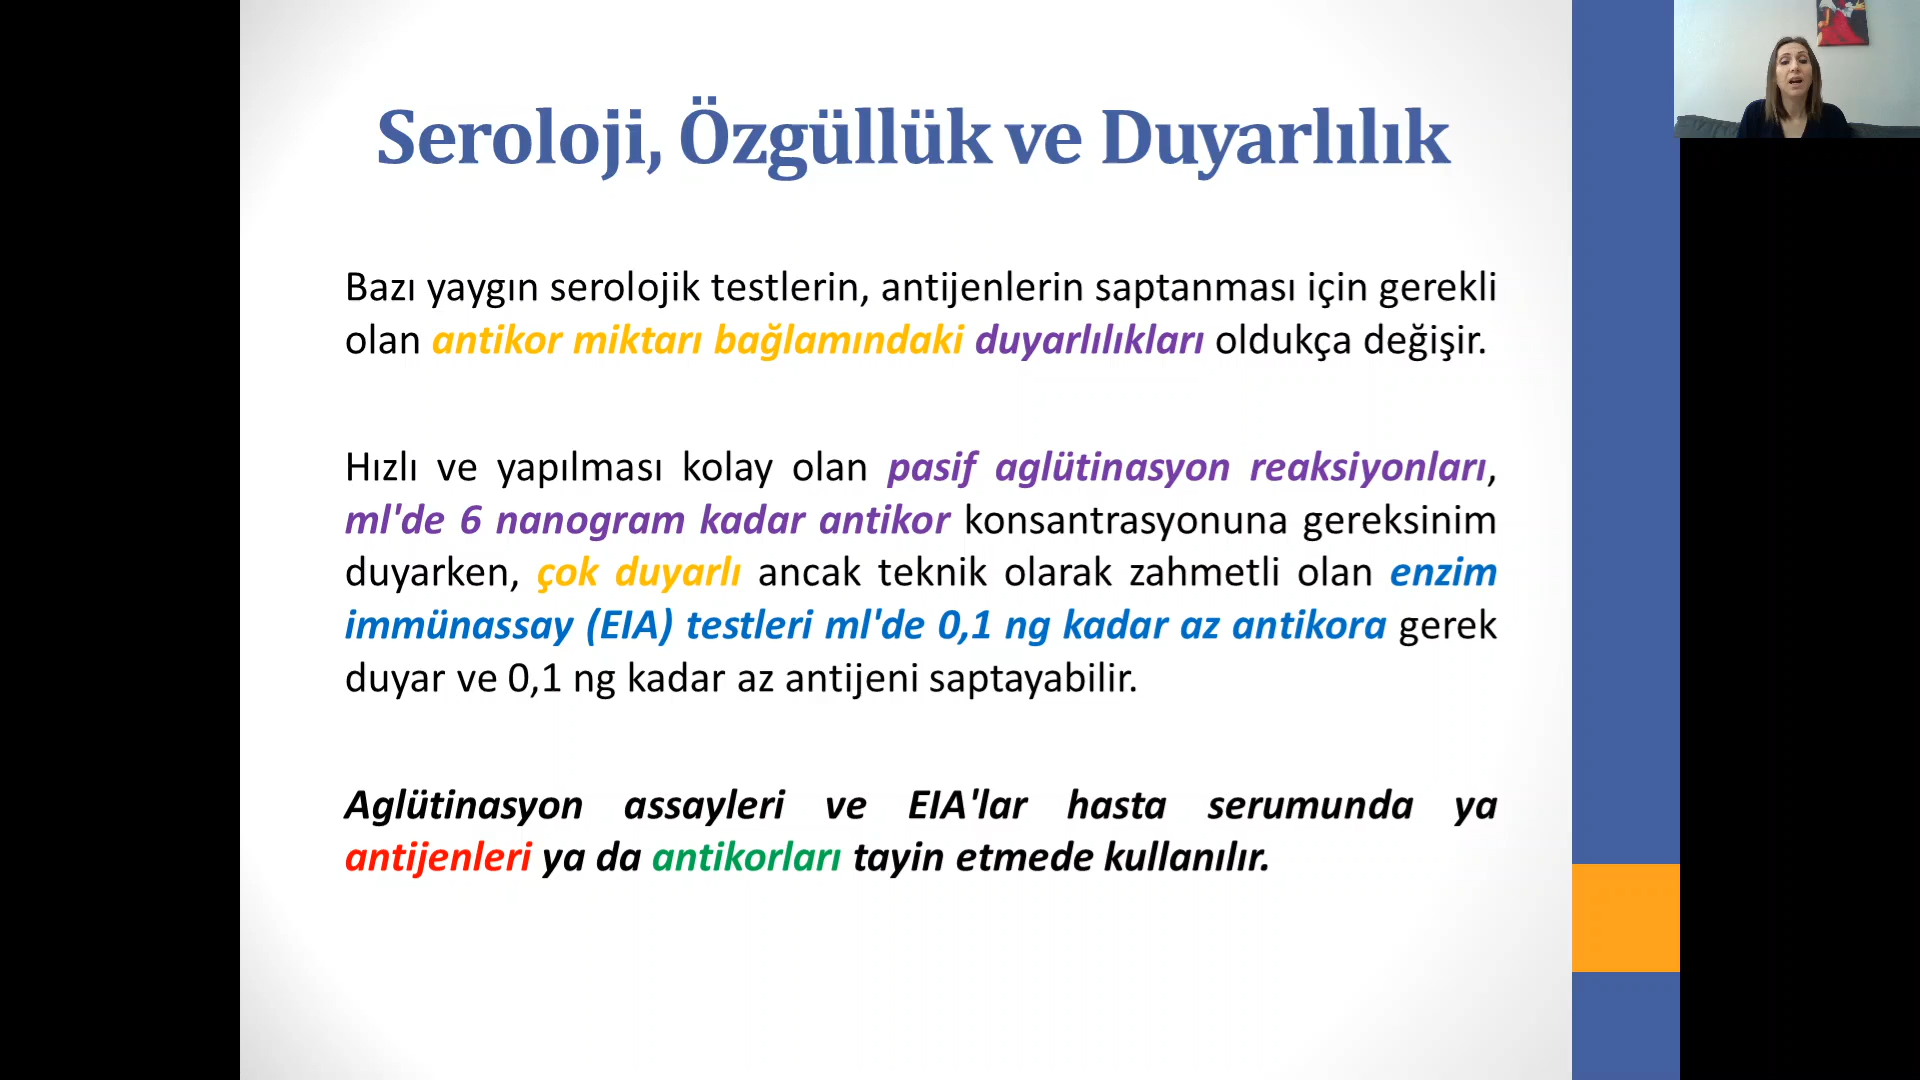 Seroloji, Özgüllük ve Duyarlılık
Bazı yaygın serolojik testlerin, antijenlerin saptanması için gerekli
olan antikor miktarı bağlamındaki duyarlılıkları oldukça değişir.
Hızlı ve yapılması kolay olan pasif aglütinasyon reaksiyonları,
ml'de 6 nanogram kadar antikor konsantrasyonuna gereksinim
duyarken, çok duyarlı ancak teknik olarak zahmetli olan enzim
immünassay (EIA) testleri ml'de 0,1 ng kadar az antikora gerek
duyar ve 0,1 ng kadar az antijeni saptayabilir.
Aglütinasyon assayleri ve EIA'lar hasta serumunda ya
antijenleri ya da antikorları tayin etmede kullanılır.